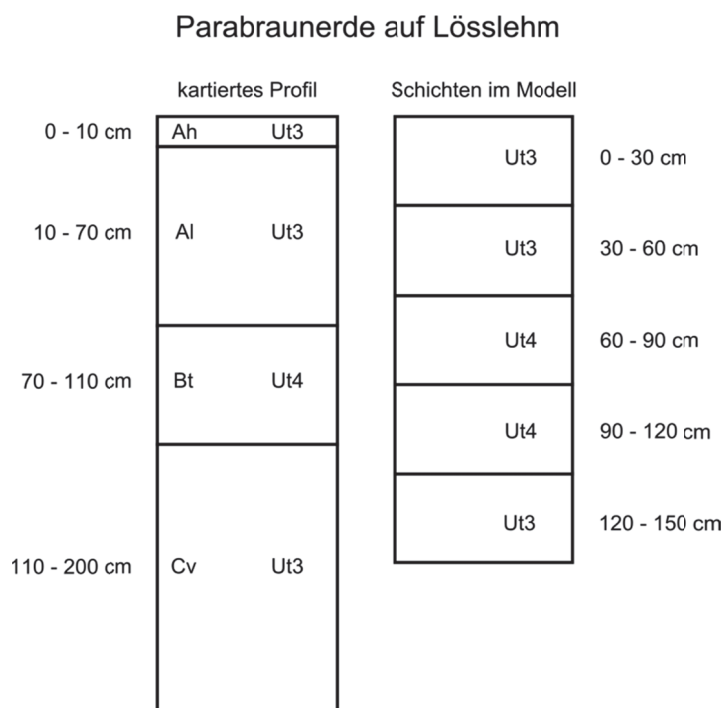 Parabraunerde auf Lösslehm
kartiertes Profil
0 - 10 cm Ah Ut3
10 - 70 cm Al Ut3
70 - 110 cm Bt Ut4
110 - 200 cm Cv Ut3
Schichten im Modell
Ut3 0 - 30 cm
Ut3 30 - 60 cm
Ut4 60 - 90 cm
Ut4 90 - 120 cm
Ut3 120 - 150 cm